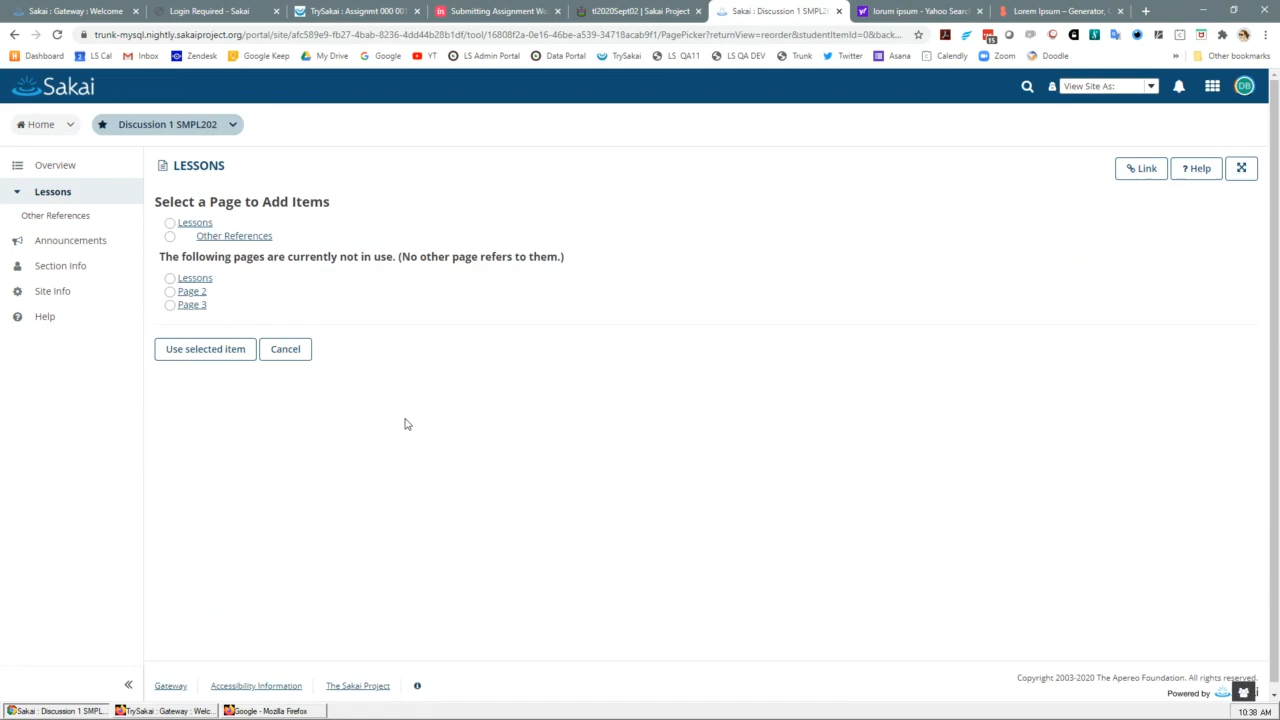 Sakai : Gateway : Welcome
Login Required - Sakai
TrySakai : Assignmt 000 001
Submitting Assignment Wo
tl2020Sept02 | Sakai Project
Sakai : Discussion 1 SMPL20
lorum ipsum - Yahoo Searc
Lorem Ipsum – Generator, O
trunk-mysql.nightly.sakaiproject.org/portal/site/afc589e9-fb27-4bab-8236-4dd44b28b1df/tool/16808f2a-0e16-46be-a539-34718acab9f1/PagePicker?returnView=reorder&studentItemId=0&back...
15
Dashboard
LS Cal
Inbox
Zendesk
Google Keep
My Drive
Google
YT
LS Admin Portal
Data Portal
TrySakai
LS QA11
LS QA DEV
Trunk
Twitter
Asana
Calendly
Zoom
Doodle
»
Other bookmarks
Sakai
View Site As:
DB
Home
Discussion 1 SMPL202
Overview
Lessons
Other References
Announcements
Section Info
Site Info
Help
LESSONS
Link
? Help
Select a Page to Add Items
Lessons
Other References
The following pages are currently not in use. (No other page refers to them.)
Lessons
Page 2
Page 3
Use selected item
Cancel
Gateway
Accessibility Information
The Sakai Project
Copyright 2003-2020 The Apereo Foundation. All rights reserved.
Powered by
Sakai : Discussion 1 SMPL...
TrySakai : Gateway : Welc...
Google - Mozilla Firefox
10:38 AM